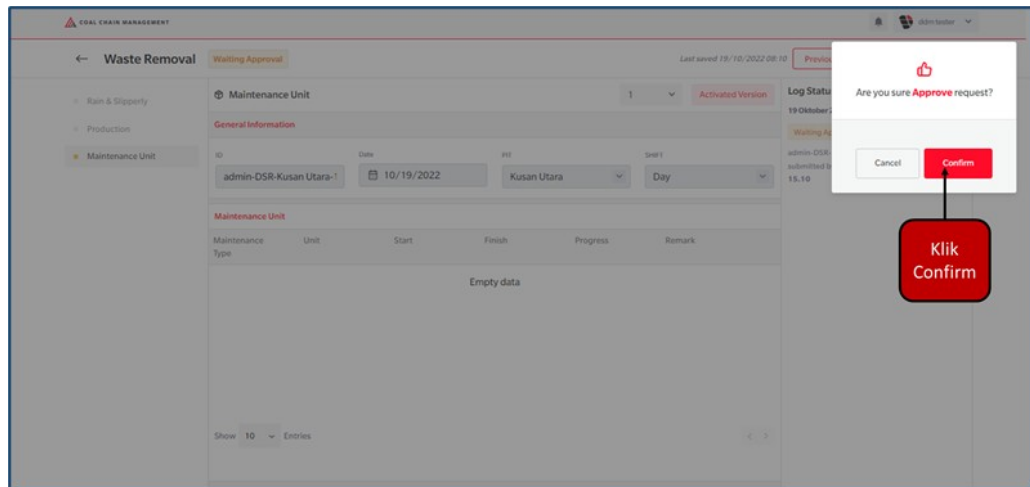 COAL CHAIN MANAGEMENT
ddm tester
Waste Removal
Waiting Approval
Last saved 19/10/2022 08:10
Are you sure Approve request?
Cancel
Confirm
Rain & Slipperly
Production
Maintenance Unit
Maintenance Unit
1
Activated Version
General Information
ID
Date
PIT
SHIFT
admin-DSR-Kusan Utara-
10/19/2022
Kusan Utara
Day
Log Statu
19 Oktober
Waiting Ap
admin-DSR-
submitted b
15.10
Maintenance Unit
Maintenance Type
Unit
Start
Finish
Progress
Remark
Empty data
Show 10 Entries
Klik
Confirm